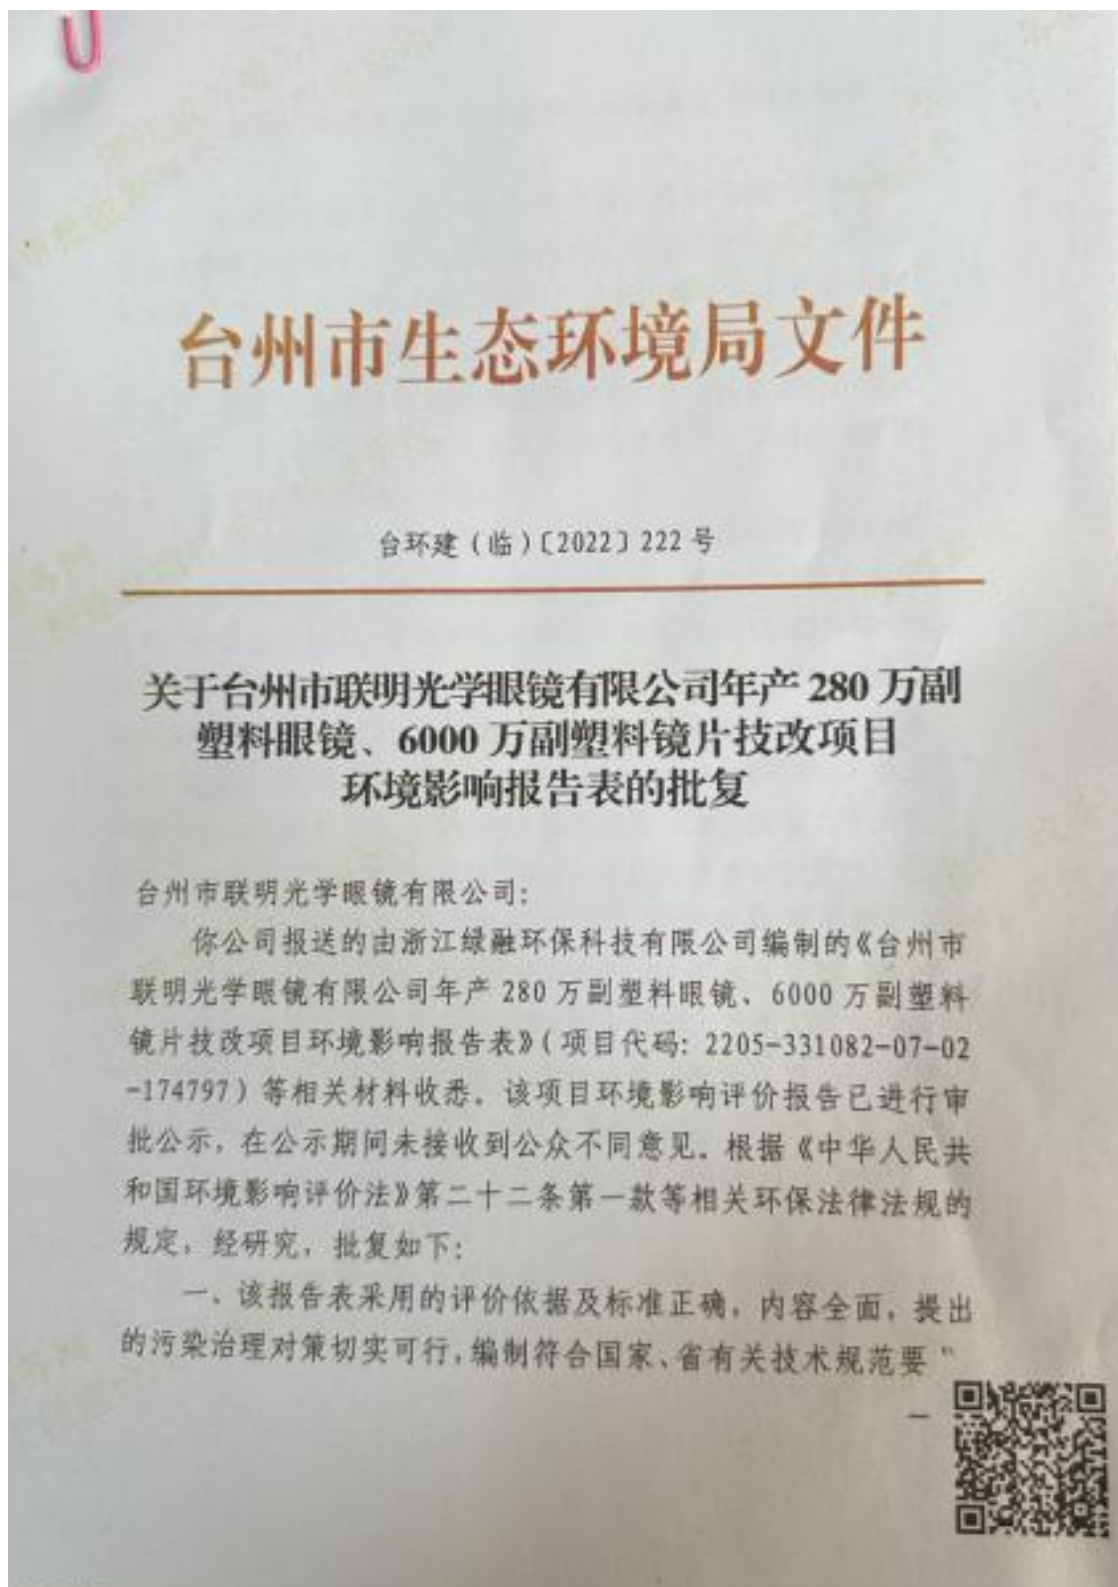 台州市生态环境局文件
台环建（临）〔2022〕222 号
关于台州市联明光学眼镜有限公司年产 280 万副
塑料眼镜、6000 万副塑料镜片技改项目
环境影响报告表的批复
台州市联明光学眼镜有限公司:
你公司报送的由浙江绿融环保科技有限公司编制的《台州市
联明光学眼镜有限公司年产 280 万副塑料眼镜、6000 万副塑料
镜片技改项目环境影响报告表》（项目代码: 2205-331082-07-02
-174797）等相关材料收悉。该项目环境影响评价报告已进行审
批公示，在公示期间未接收到公众不同意见。根据《中华人民共
和国环境影响评价法》第二十二条第一款等相关环保法律法规的
规定，经研究，批复如下:
一、该报告表采用的评价依据及标准正确，内容全面，提出
的污染治理对策切实可行,编制符合国家、省有关技术规范要